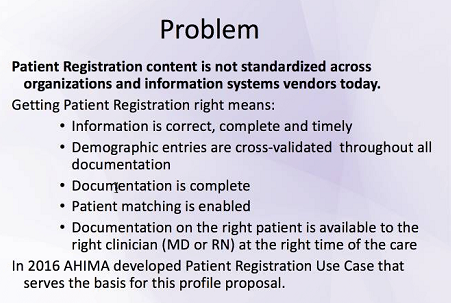 Problem
Patient Registration content is not standardized across
organizations and information systems vendors today.
Getting Patient Registration right means:
• Information is correct, complete and timely
• Demographic entries are cross-validated throughout all
documentation
• Documentation is complete
• Patient matching is enabled
• Documentation on the right patient is available to the
right clinician (MD or RN) at the right time of the care
In 2016 AHIMA developed Patient Registration Use Case that
serves the basis for this profile proposal.